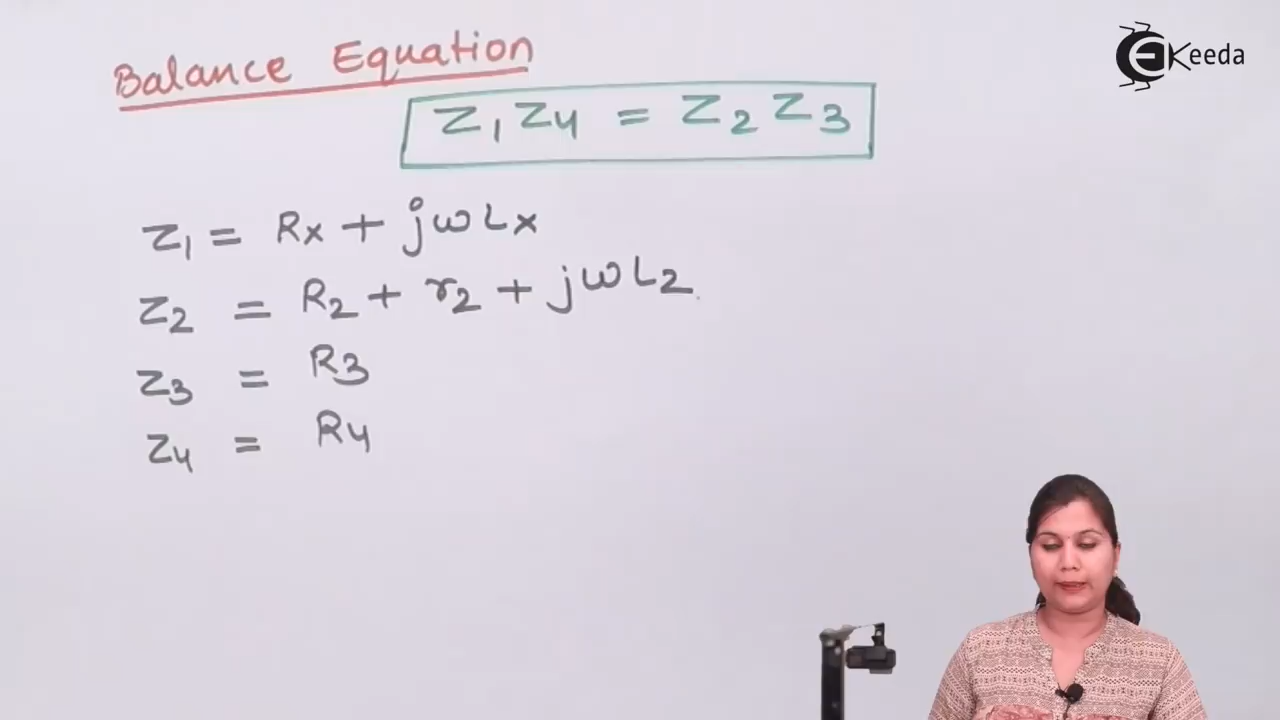 Balance Equation
Z₁Z₄ = Z₂Z₃
Z₁ = Rx + jωLx
Z₂ = R₂ + r₂ + jωL₂
Z₃ = R₃
Z₄ = R₄
EKeeda